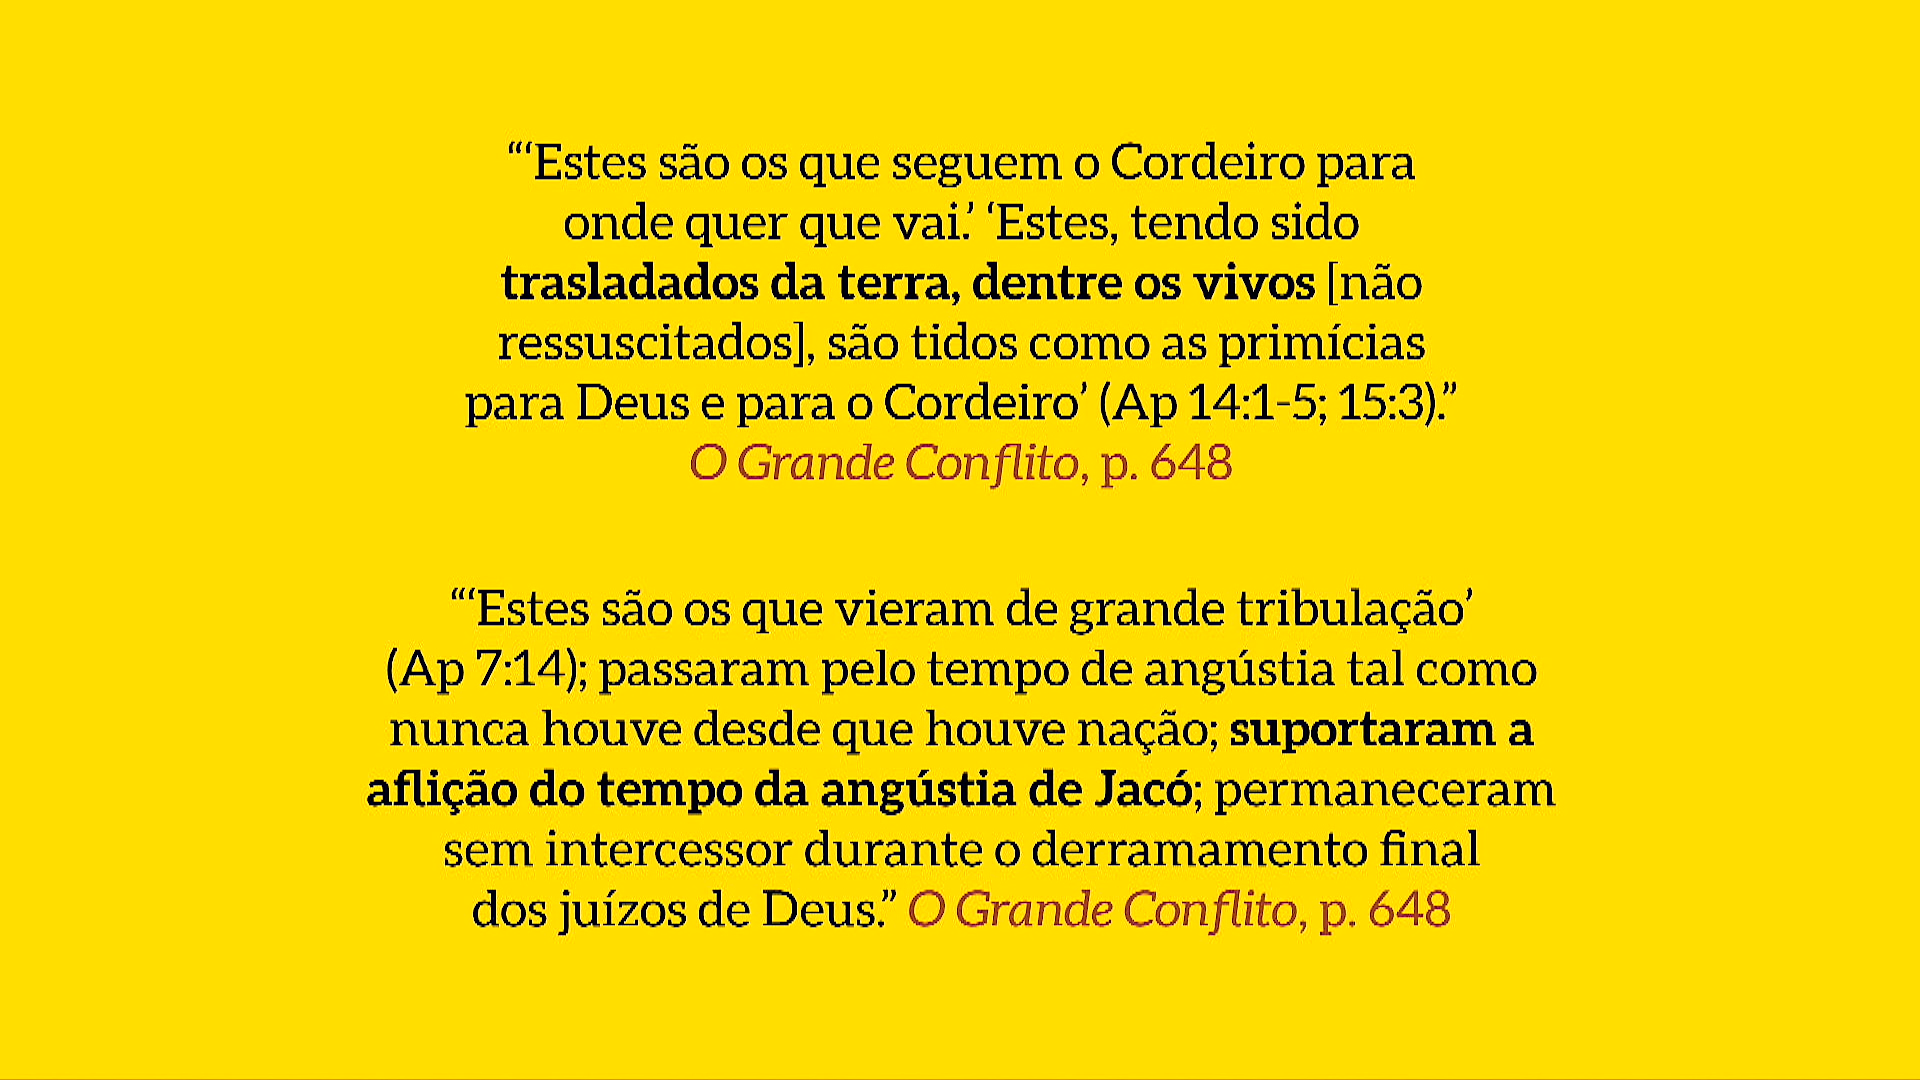 “‘Estes são os que seguem o Cordeiro para
onde quer que vai.’ ‘Estes, tendo sido
trasladados da terra, dentre os vivos [não
ressuscitados], são tidos como as primícias
para Deus e para o Cordeiro’ (Ap 14:1-5; 15:3).”
O Grande Conflito, p. 648
“‘Estes são os que vieram de grande tribulação’
(Ap 7:14); passaram pelo tempo de angústia tal como
nunca houve desde que houve nação; suportaram a
aflição do tempo da angústia de Jacó; permaneceram
sem intercessor durante o derramamento final
dos juízos de Deus.” O Grande Conflito, p. 648